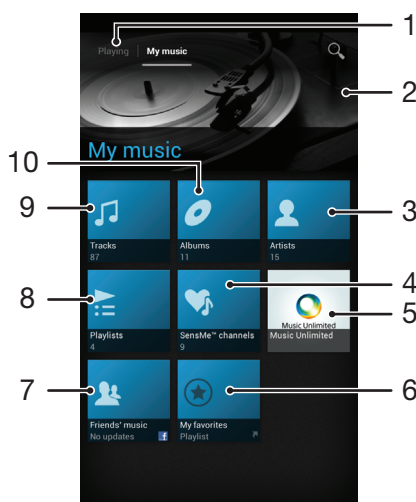 1
Playing My music
2
My music
10
9
3
Tracks
87
Albums
11
Artists
15
4
8
5
Music Unlimited
Playlists
4
SensMe™ channels
9
Music Unlimited
7
6
Friends' music
No updates f
My favorites
Playlist